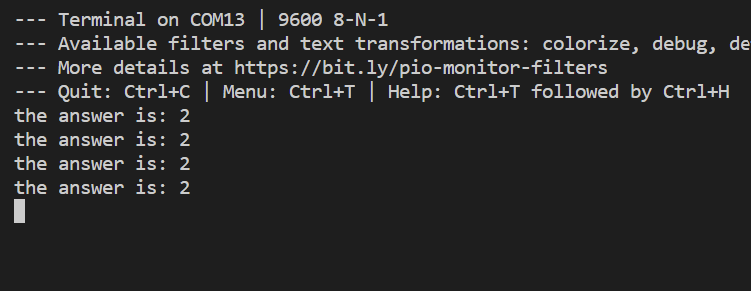 --- Terminal on COM13 | 9600 8-N-1
--- Available filters and text transformations: colorize, debug, de
--- More details at https://bit.ly/pio-monitor-filters
--- Quit: Ctrl+C | Menu: Ctrl+T | Help: Ctrl+T followed by Ctrl+H
the answer is: 2
the answer is: 2
the answer is: 2
the answer is: 2